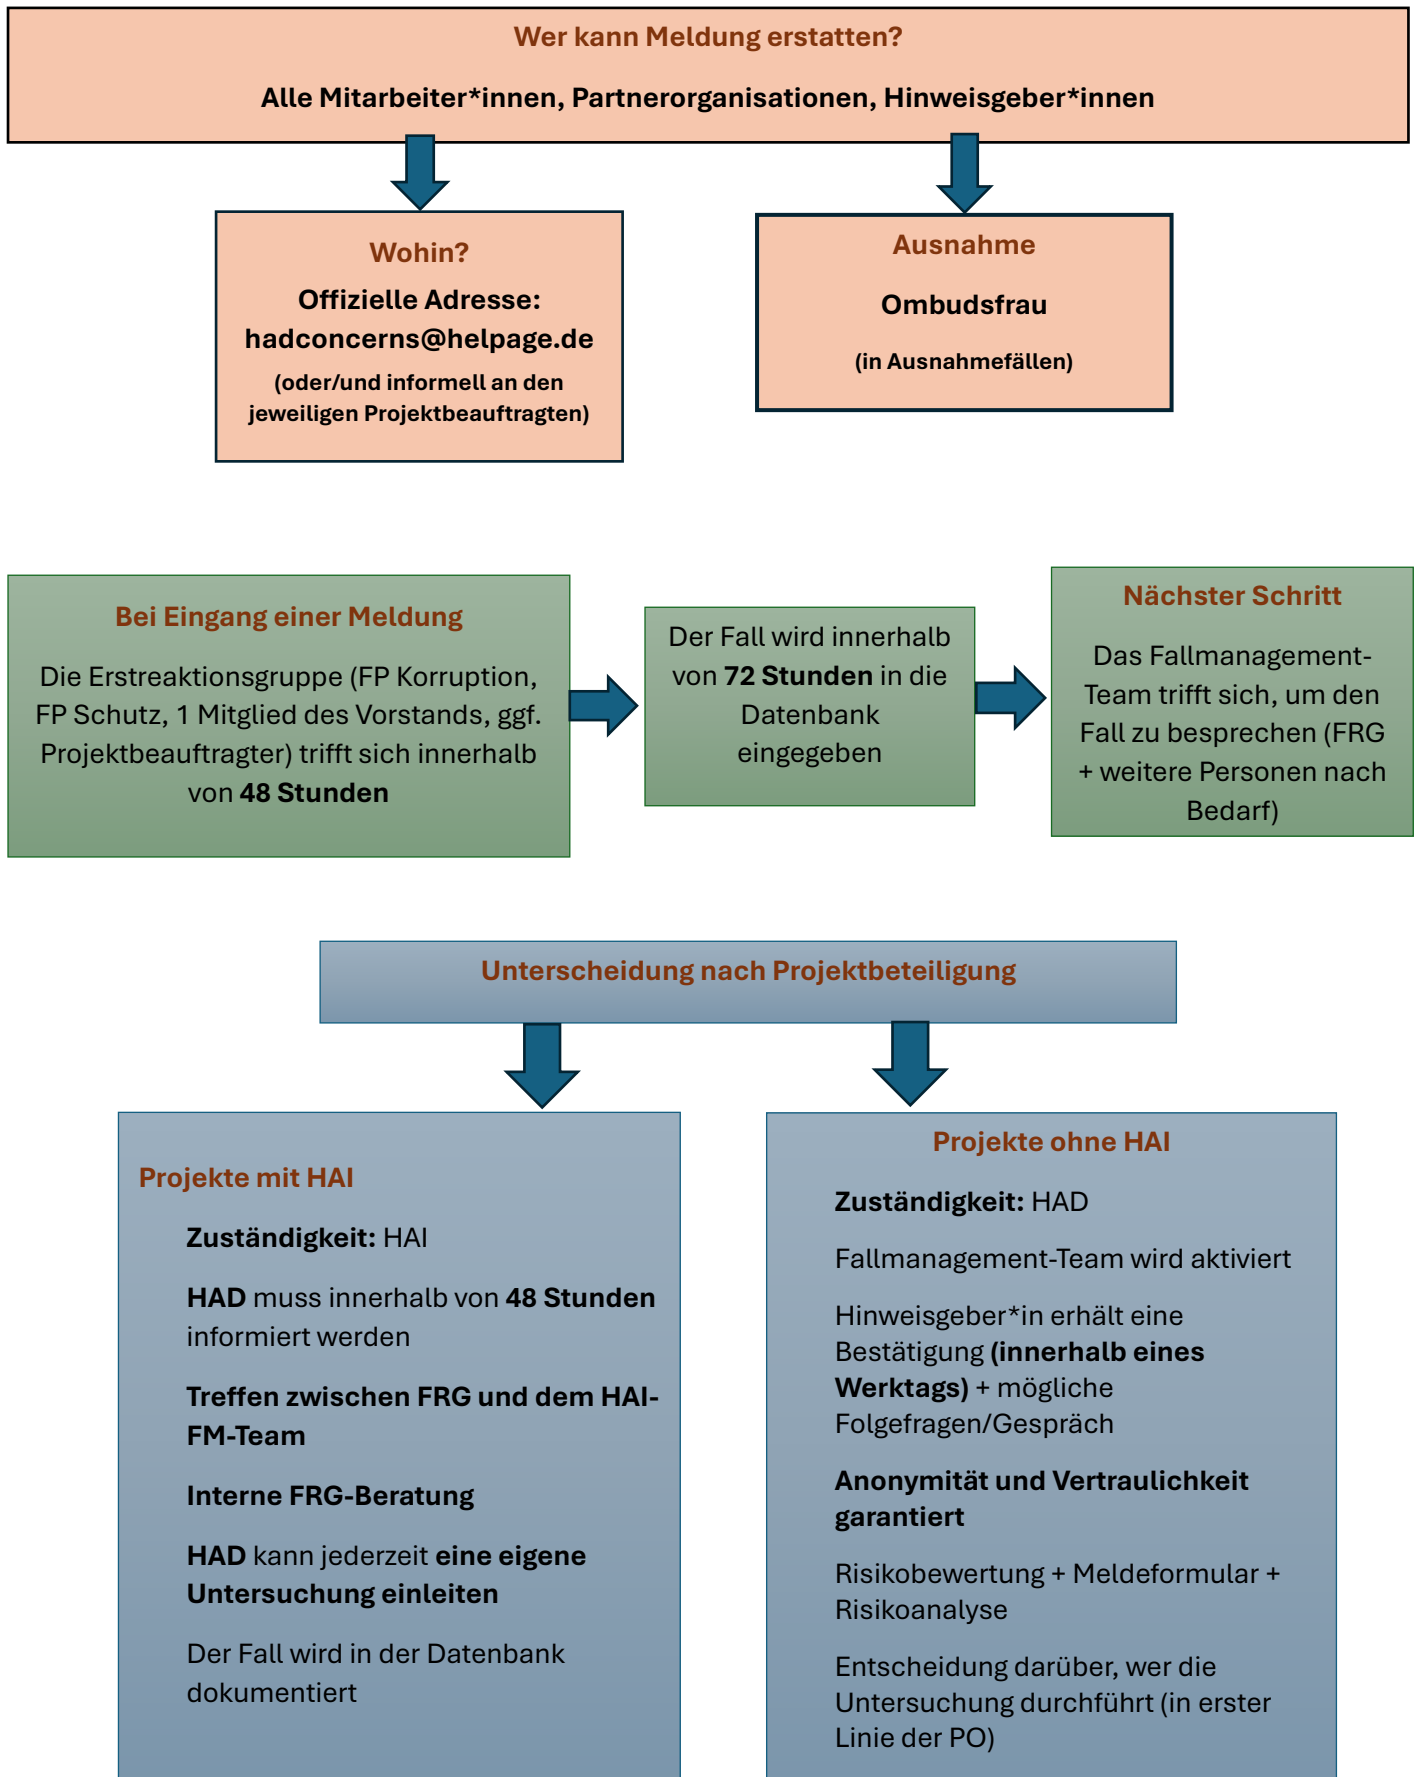 Wer kann Meldung erstatten?
Alle Mitarbeiter*innen, Partnerorganisationen, Hinweisgeber*innen
Wohin?
Offizielle Adresse:
hadconcerns@helpage.de
(oder/und informell an den
jeweiligen Projektbeauftragten)
Ausnahme
Ombudsfrau
(in Ausnahmefällen)
Bei Eingang einer Meldung
Die Erstreaktionsgruppe (FP Korruption,
FP Schutz, 1 Mitglied des Vorstands, ggf.
Projektbeauftragter) trifft sich innerhalb
von 48 Stunden
Der Fall wird innerhalb
von 72 Stunden in die
Datenbank
eingegeben
Nächster Schritt
Das Fallmanagement-
Team trifft sich, um den
Fall zu besprechen (FRG
+ weitere Personen nach
Bedarf)
Unterscheidung nach Projektbeteiligung
Projekte mit HAI
Zuständigkeit: HAI
HAD muss innerhalb von 48 Stunden
informiert werden
Treffen zwischen FRG und dem HAI-
FM-Team
Interne FRG-Beratung
HAD kann jederzeit eine eigene
Untersuchung einleiten
Der Fall wird in der Datenbank
dokumentiert
Projekte ohne HAI
Zuständigkeit: HAD
Fallmanagement-Team wird aktiviert
Hinweisgeber*in erhält eine
Bestätigung (innerhalb eines
Werktags) + mögliche
Folgefragen/Gespräch
Anonymität und Vertraulichkeit
garantiert
Risikobewertung + Meldeformular +
Risikoanalyse
Entscheidung darüber, wer die
Untersuchung durchführt (in erster
Linie der PO)